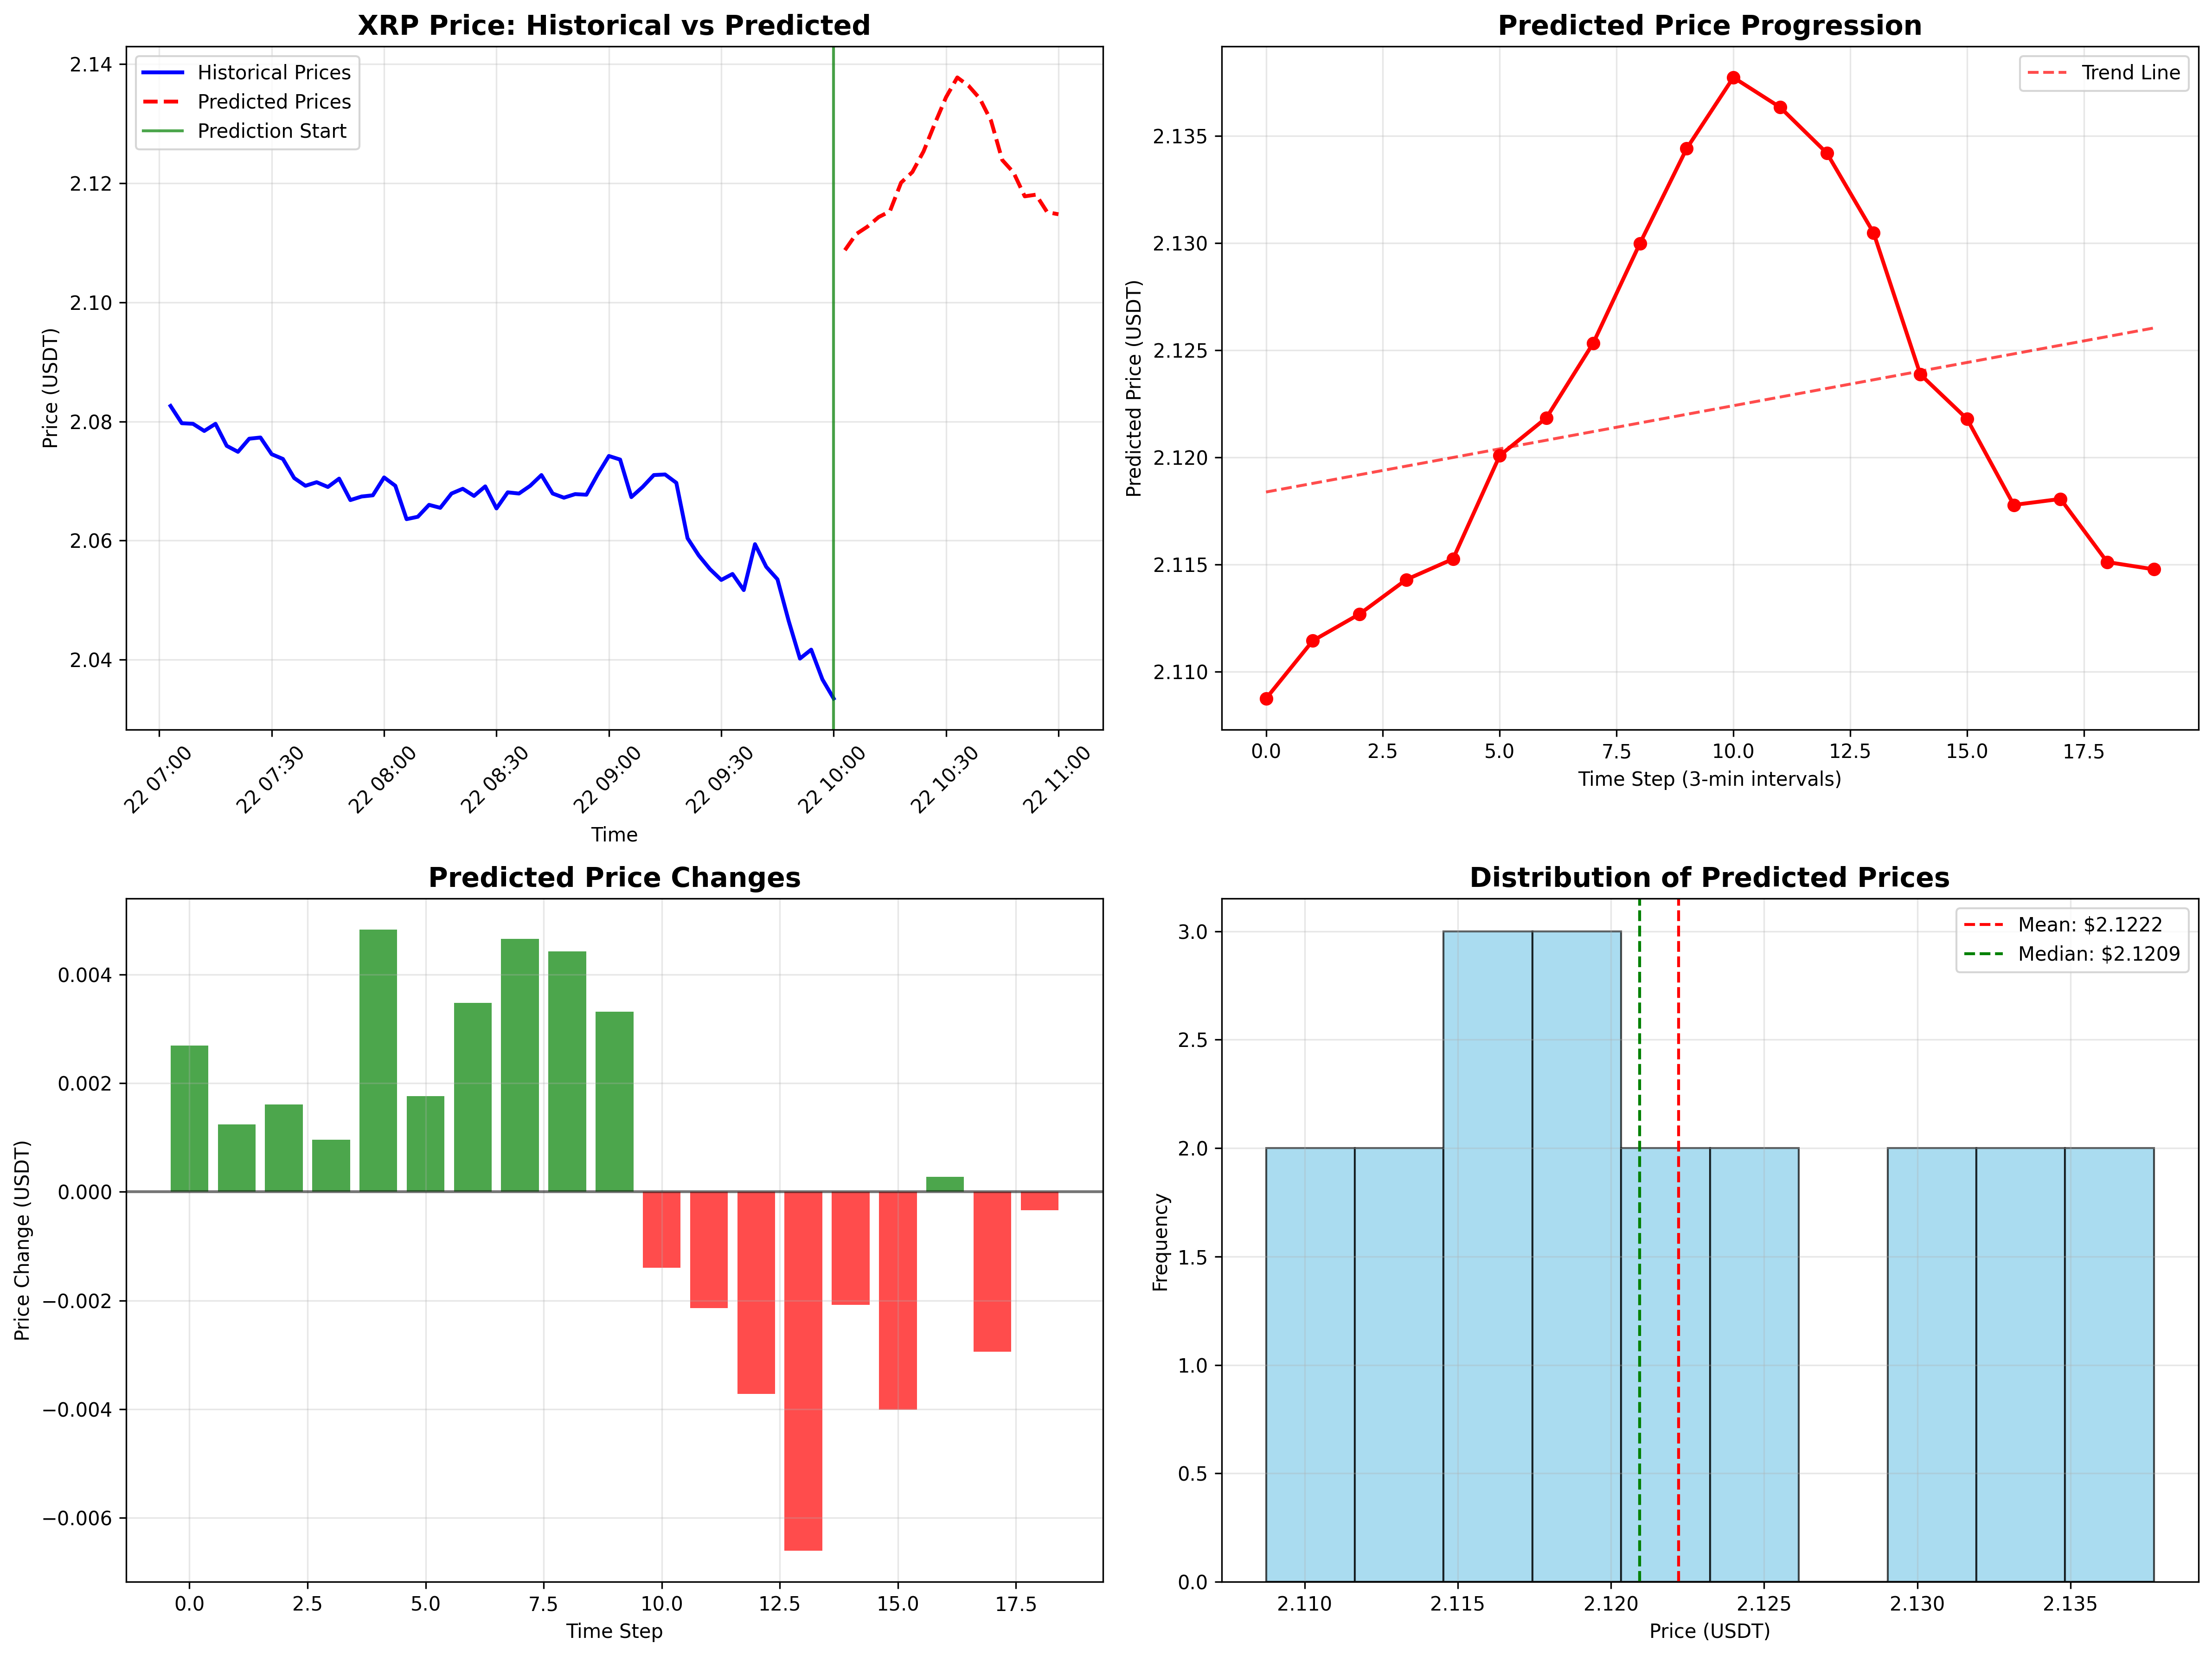 XRP Price: Historical vs Predicted
Historical Prices
Predicted Prices
Prediction Start
Price (USDT)
2.14
2.12
2.10
2.08
2.06
2.04
22 07:00
22 07:30
22 08:00
22 08:30
22 09:00
22 09:30
22 10:00
22 10:30
22 11:00
Time
Predicted Price Progression
Trend Line
Predicted Price (USDT)
2.135
2.130
2.125
2.120
2.115
2.110
0.0 2.5 5.0 7.5 10.0 12.5 15.0 17.5
Time Step (3-min intervals)
Predicted Price Changes
Price Change (USDT)
0.004
0.002
0.000
−0.002
−0.004
−0.006
0.0 2.5 5.0 7.5 10.0 12.5 15.0 17.5
Time Step
Distribution of Predicted Prices
Mean: $2.1222
Median: $2.1209
Frequency
3.0
2.5
2.0
1.5
1.0
0.5
0.0
2.110 2.115 2.120 2.125 2.130 2.135
Price (USDT)